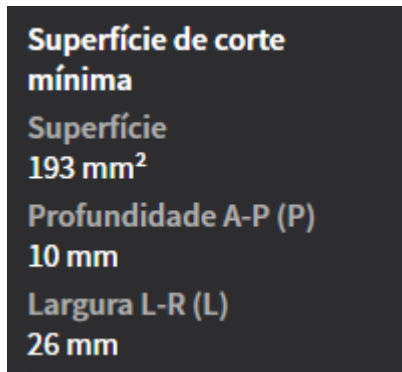 Superfície de corte
mínima
Superfície
193 mm²
Profundidade A-P (P)
10 mm
Largura L-R (L)
26 mm